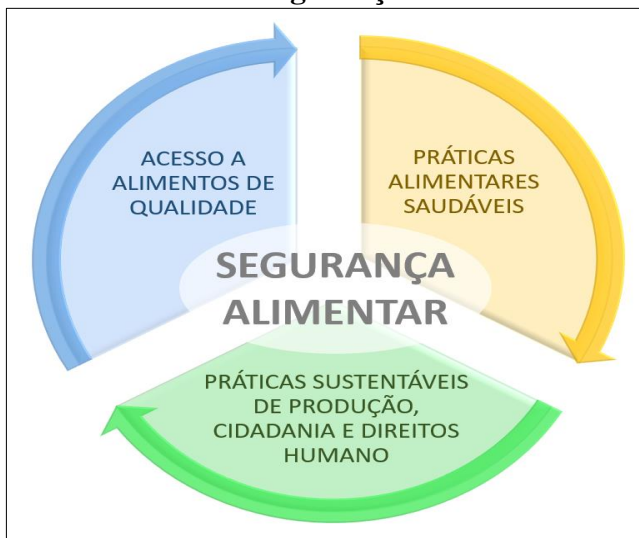 ACESSO A
ALIMENTOS DE
QUALIDADE
PRÁTICAS
ALIMENTARES
SAUDÁVEIS
SEGURANÇA
ALIMENTAR
PRÁTICAS SUSTENTÁVEIS
DE PRODUÇÃO,
CIDADANIA E DIREITOS
HUMANO